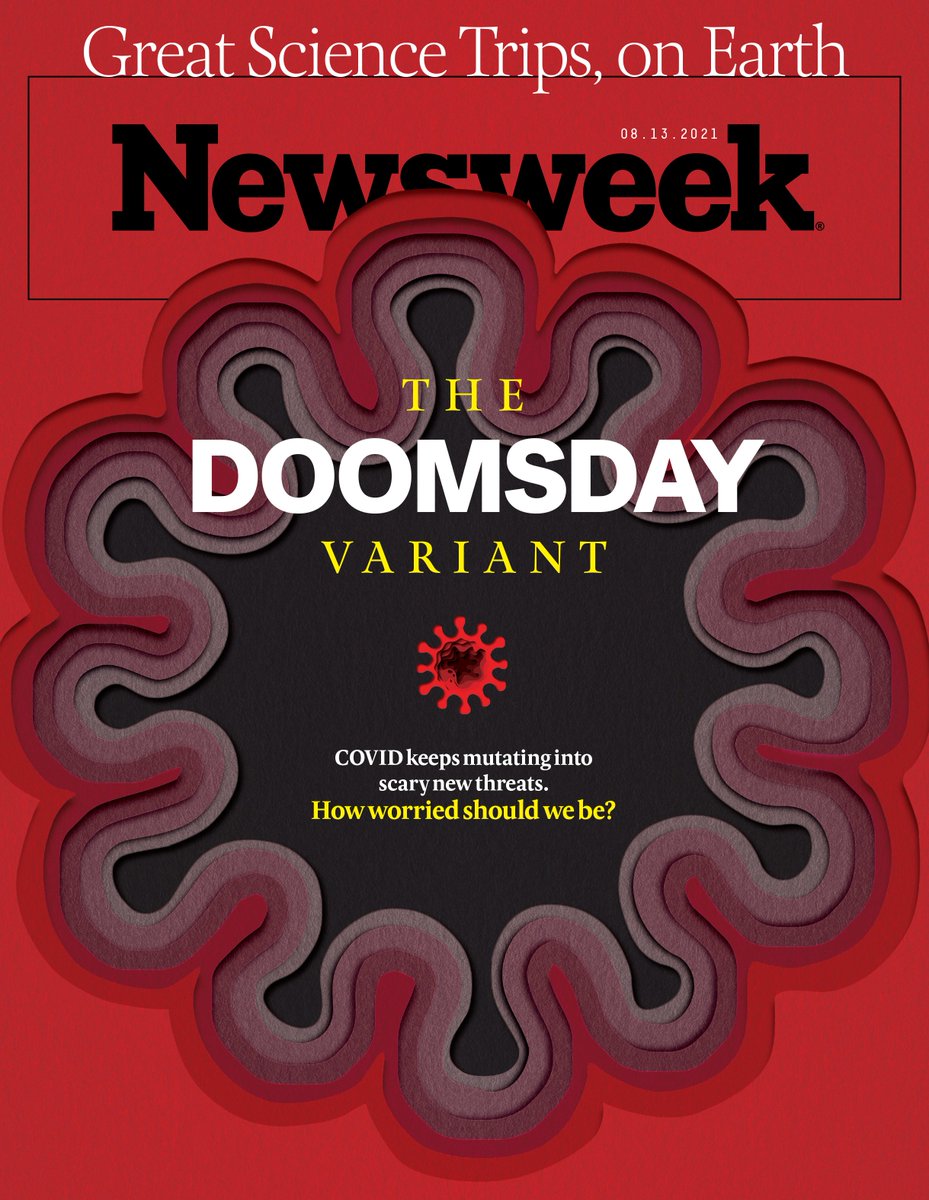 Great Science Trips, on Earth
08.13.2021
Newsweek®
THE
DOOMSDAY
VARIANT
COVID keeps mutating into
scary new threats.
How worried should we be?